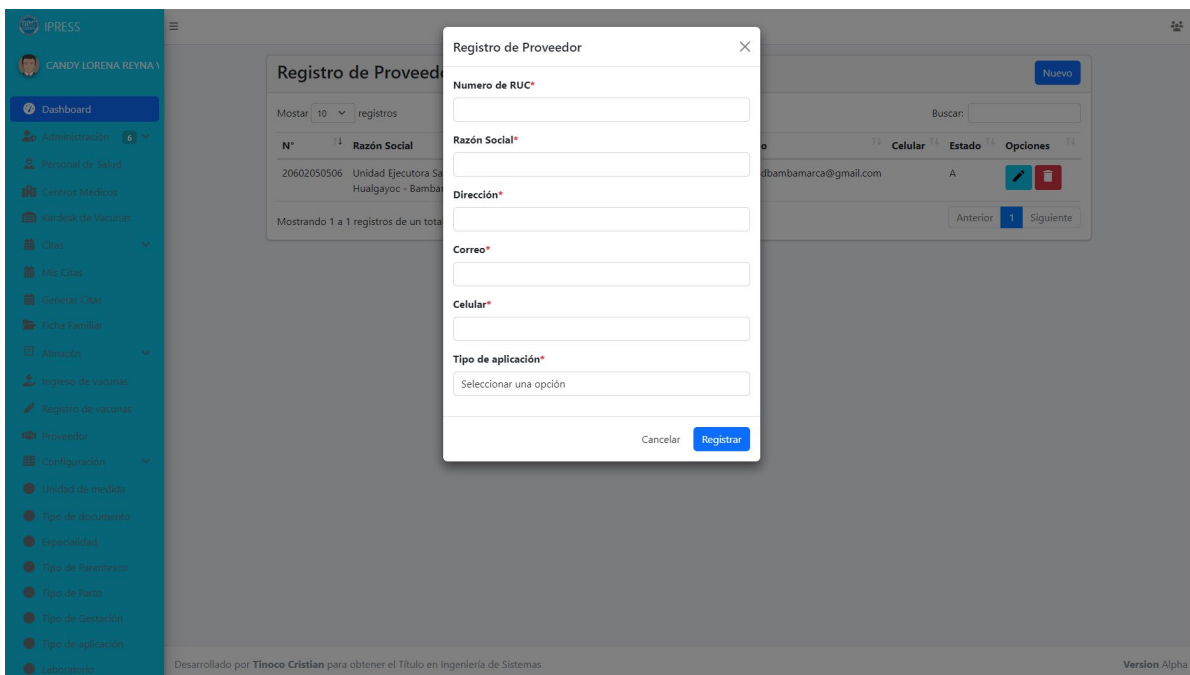 IPRESS
CANDY LORENA REYNA
Dashboard
Administración 6
Personal de Salud
Centros Médicos
Kardesk de Vacunas
Citas
Mis Citas
Generar Citas
Ficha Familiar
Almacén
Ingreso de vacunas
Registro de vacunas
Proveedor
Configuración
Unidad de medida
Tipo de documento
Especialidad
Tipo de Parentesco
Tipo de Parto
Tipo de Gestación
Tipo de aplicación
Laboratorio
Registro de Proveed
Nuevo
Mostar 10 registros
Buscar:
N° Razón Social
o Celular Estado Opciones
20602050506 Unidad Ejecutora Sa
Hualgayoc - Bambar
dbambamarca@gmail.com A
Mostrando 1 a 1 registros de un total
Anterior 1 Siguiente
Registro de Proveedor
Numero de RUC*
Razón Social*
Dirección*
Correo*
Celular*
Tipo de aplicación*
Seleccionar una opción
Cancelar Registrar
Desarrollado por Tinoco Cristian para obtener el Título en Ingeniería de Sistemas
Version Alpha